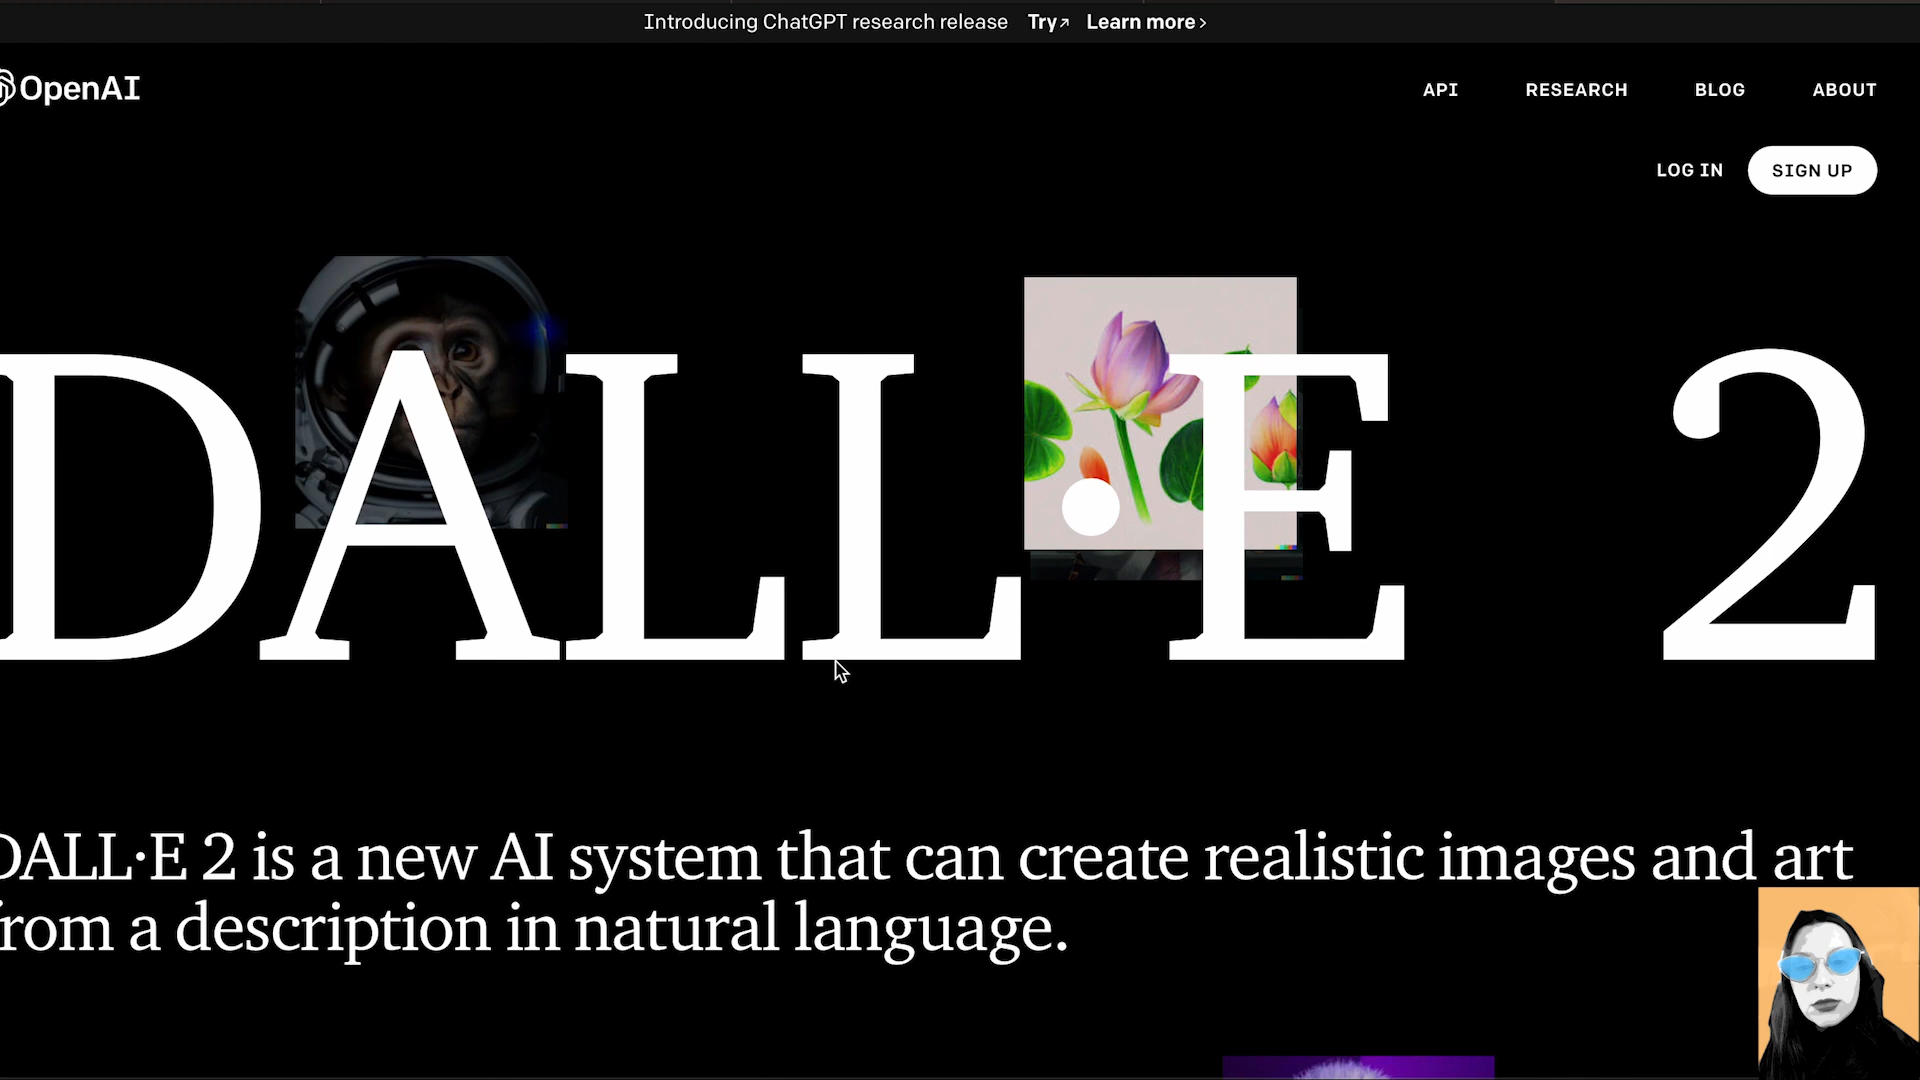 Introducing ChatGPT research release Try↗ Learn more ›
OpenAI
API RESEARCH BLOG ABOUT
LOG IN SIGN UP
DALL·E 2
DALL·E 2 is a new AI system that can create realistic images and art
from a description in natural language.